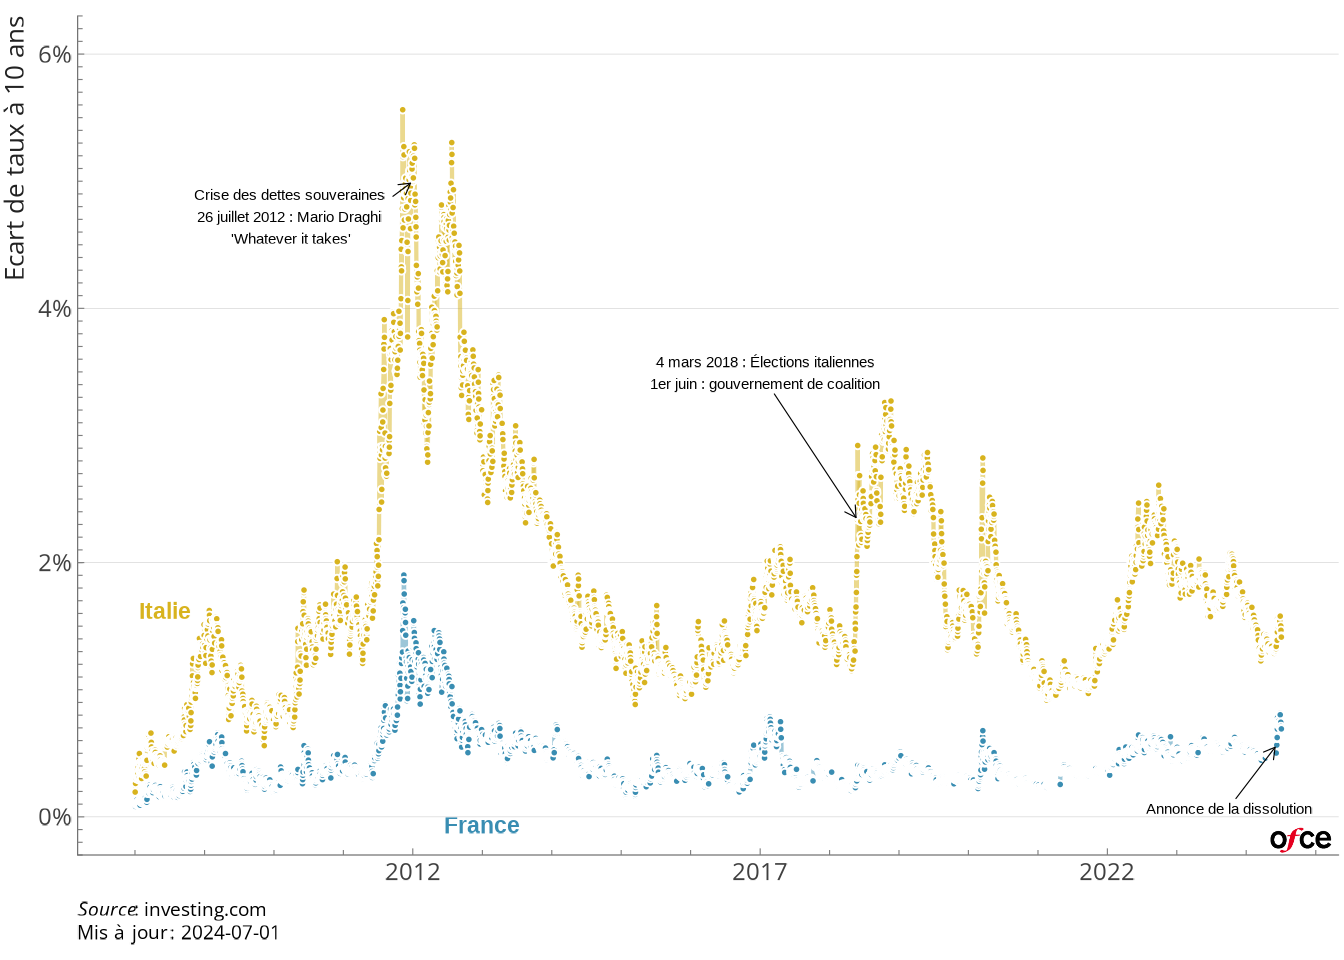 Ecart de taux à 10 ans
6%
4%
2%
0%
Crise des dettes souveraines
26 juillet 2012 : Mario Draghi
'Whatever it takes'
4 mars 2018 : Élections italiennes
1er juin : gouvernement de coalition
Italie
France
Annonce de la dissolution
ofce
2012
2017
2022
Source: investing.com
Mis à jour: 2024-07-01